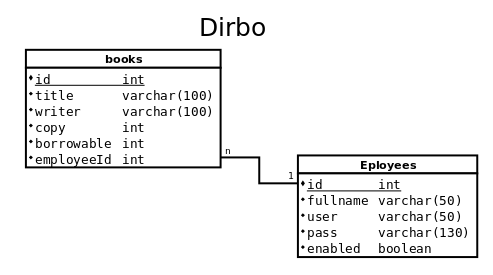 Dirbo
books
id int
title varchar(100)
writer varchar(100)
copy int
borrowable int
employeeId int
n
1
Eployees
id int
fullname varchar(50)
user varchar(50)
pass varchar(130)
enabled boolean